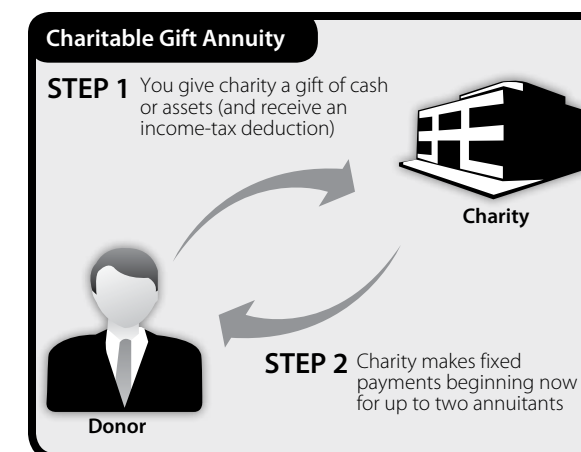 Charitable Gift Annuity
STEP 1 You give charity a gift of cash
or assets (and receive an
income-tax deduction)
Charity
STEP 2 Charity makes fixed
payments beginning now
for up to two annuitants
Donor